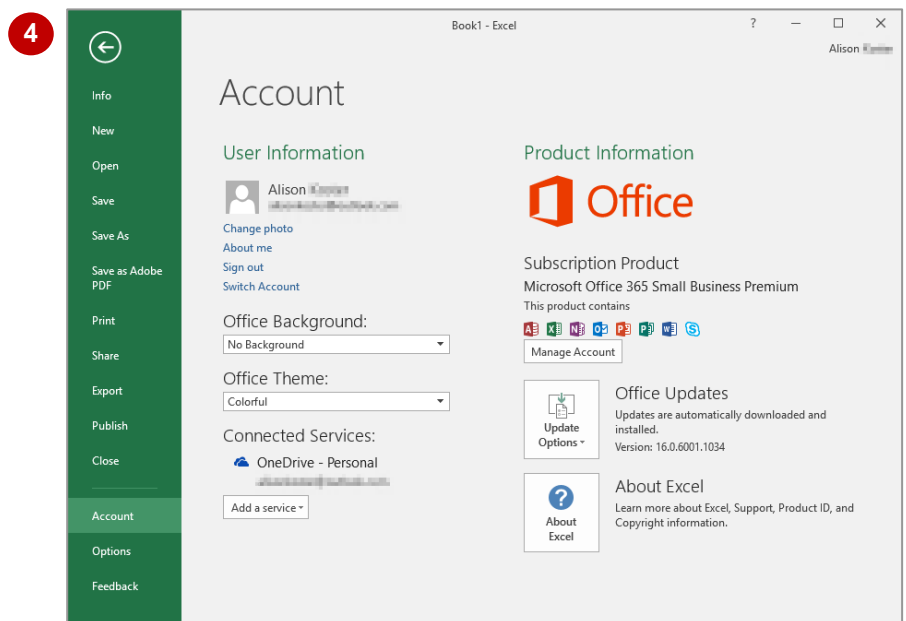 4
Book1 - Excel
?
Alison
Info
New
Open
Save
Save As
Save as Adobe
PDF
Print
Share
Export
Publish
Close
Account
Options
Feedback
Account
User Information
Alison
Change photo
About me
Sign out
Switch Account
Office Background:
No Background
Office Theme:
Colorful
Connected Services:
OneDrive - Personal
Add a service
Product Information
Office
Subscription Product
Microsoft Office 365 Small Business Premium
This product contains
Manage Account
Update
Options
Office Updates
Updates are automatically downloaded and
installed.
Version: 16.0.6001.1034
About
Excel
About Excel
Learn more about Excel, Support, Product ID, and
Copyright information.